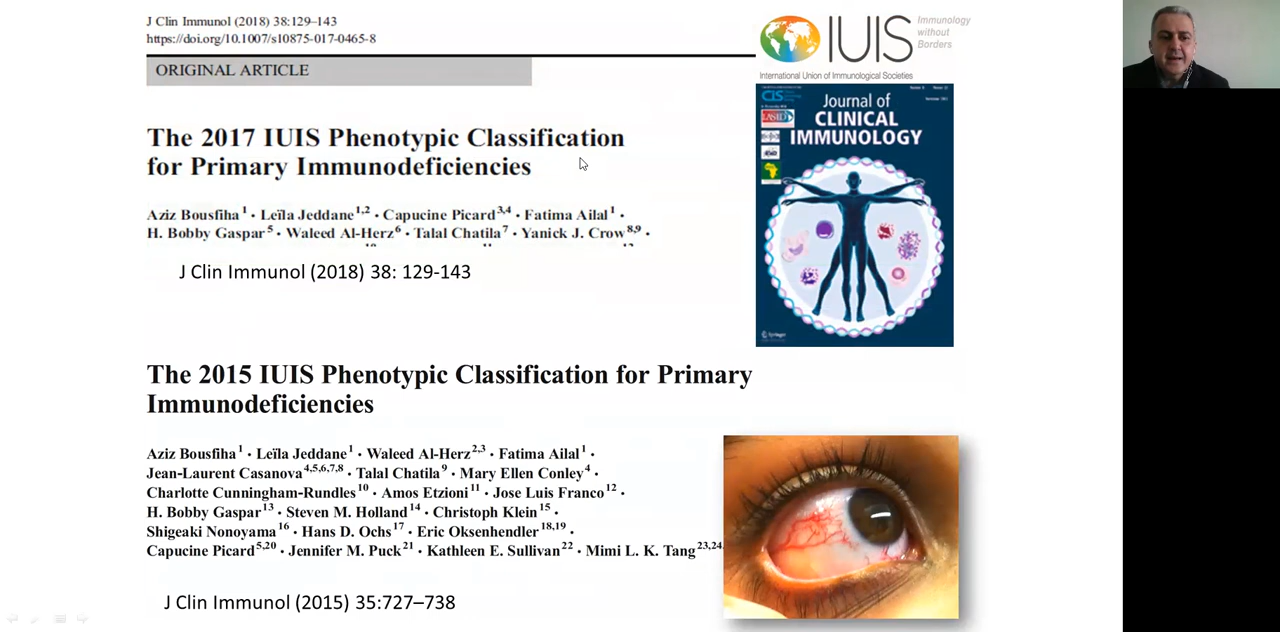 J Clin Immunol (2018) 38:129–143
https://doi.org/10.1007/s10875-017-0465-8
ORIGINAL ARTICLE
The 2017 IUIS Phenotypic Classification
for Primary Immunodeficiencies
Aziz Bousfiha 1 · Leïla Jeddane 1,2 · Capucine Picard 3,4 · Fatima Ailal 1 ·
H. Bobby Gaspar 5 · Waleed Al-Herz 6 · Talal Chatila 7 · Yanick J. Crow 8,9 ·
J Clin Immunol (2018) 38: 129-143
IUIS
Immunology
without
Borders
International Union of Immunological Societies
CIS
Journal of
CLINICAL
IMMUNOLOGY
The 2015 IUIS Phenotypic Classification for Primary
Immunodeficiencies
Aziz Bousfiha 1 · Leïla Jeddane 1 · Waleed Al-Herz 2,3 · Fatima Ailal 1 ·
Jean-Laurent Casanova 4,5,6,7,8 · Talal Chatila 9 · Mary Ellen Conley 4 ·
Charlotte Cunningham-Rundles 10 · Amos Etzioni 11 · Jose Luis Franco 12 ·
H. Bobby Gaspar 13 · Steven M. Holland 14 · Christoph Klein 15 ·
Shigeaki Nonoyama 16 · Hans D. Ochs 17 · Eric Oksenhendler 18,19 ·
Capucine Picard 5,20 · Jennifer M. Puck 21 · Kathleen E. Sullivan 22 · Mimi L. K. Tang 23,24
J Clin Immunol (2015) 35:727–738